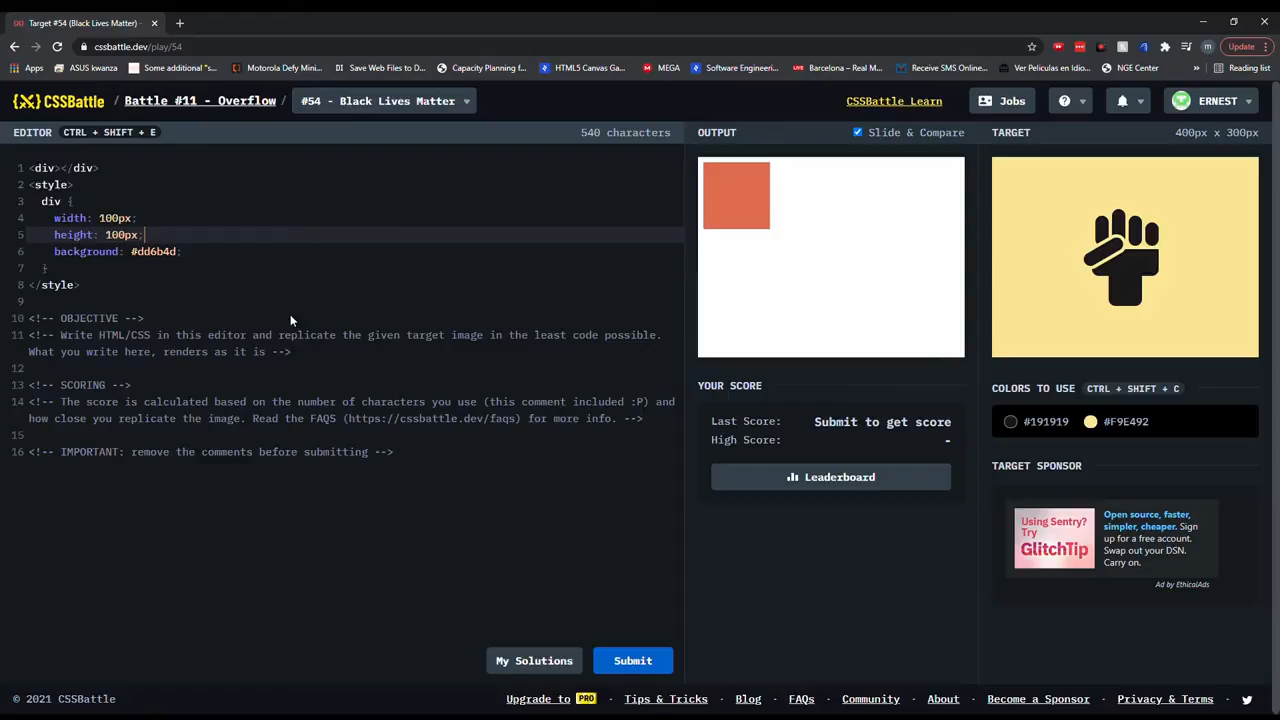 Target #54 (Black Lives Matter) -
cssbattle.dev/play/54
Update
Apps
ASUS kwanza
Some additional "s...
Motorola Defy Mini...
Save Web Files to D...
Capacity Planning f...
HTML5 Canvas Ga...
MEGA
Software Engineeri...
Barcelona – Real M...
Receive SMS Online...
Ver Peliculas en Idio...
NGE Center
»
Reading list
CSSBattle / Battle #11 - Overflow / #54 - Black Lives Matter
CSSBattle Learn
Jobs
ERNEST
EDITOR CTRL + SHIFT + E
540 characters
OUTPUT
Slide & Compare
TARGET
400px x 300px
1 <div></div>
2 <style>
3 div {
4 width: 100px;
5 height: 100px;
6 background: #dd6b4d;
7 }
8 </style>
9
10 <!-- OBJECTIVE -->
11 <!-- Write HTML/CSS in this editor and replicate the given target image in the least code possible.
What you write here, renders as it is -->
12
13 <!-- SCORING -->
14 <!-- The score is calculated based on the number of characters you use (this comment included :P) and
how close you replicate the image. Read the FAQS (https://cssbattle.dev/faqs) for more info. -->
15
16 <!-- IMPORTANT: remove the comments before submitting -->
My Solutions
Submit
YOUR SCORE
Last Score: Submit to get score
High Score: -
Leaderboard
COLORS TO USE CTRL + SHIFT + C
#191919 #F9E492
TARGET SPONSOR
Using Sentry?
Try
GlitchTip
Open source, faster,
simpler, cheaper. Sign
up for a free account.
Swap out your DSN.
Carry on.
Ad by EthicalAds
© 2021 CSSBattle
Upgrade to PRO · Tips & Tricks · Blog · FAQs · Community · About · Become a Sponsor · Privacy & Terms ·